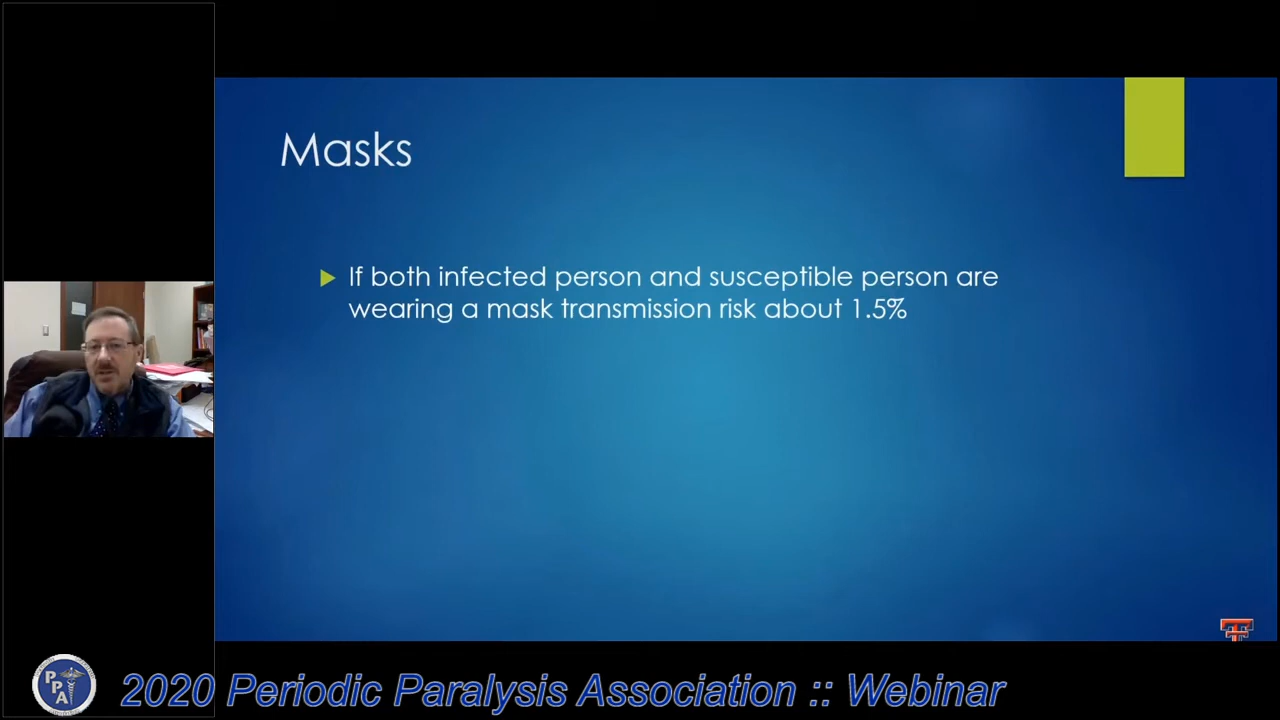 Masks
If both infected person and susceptible person are
wearing a mask transmission risk about 1.5%
PPA
2020 Periodic Paralysis Association :: Webinar